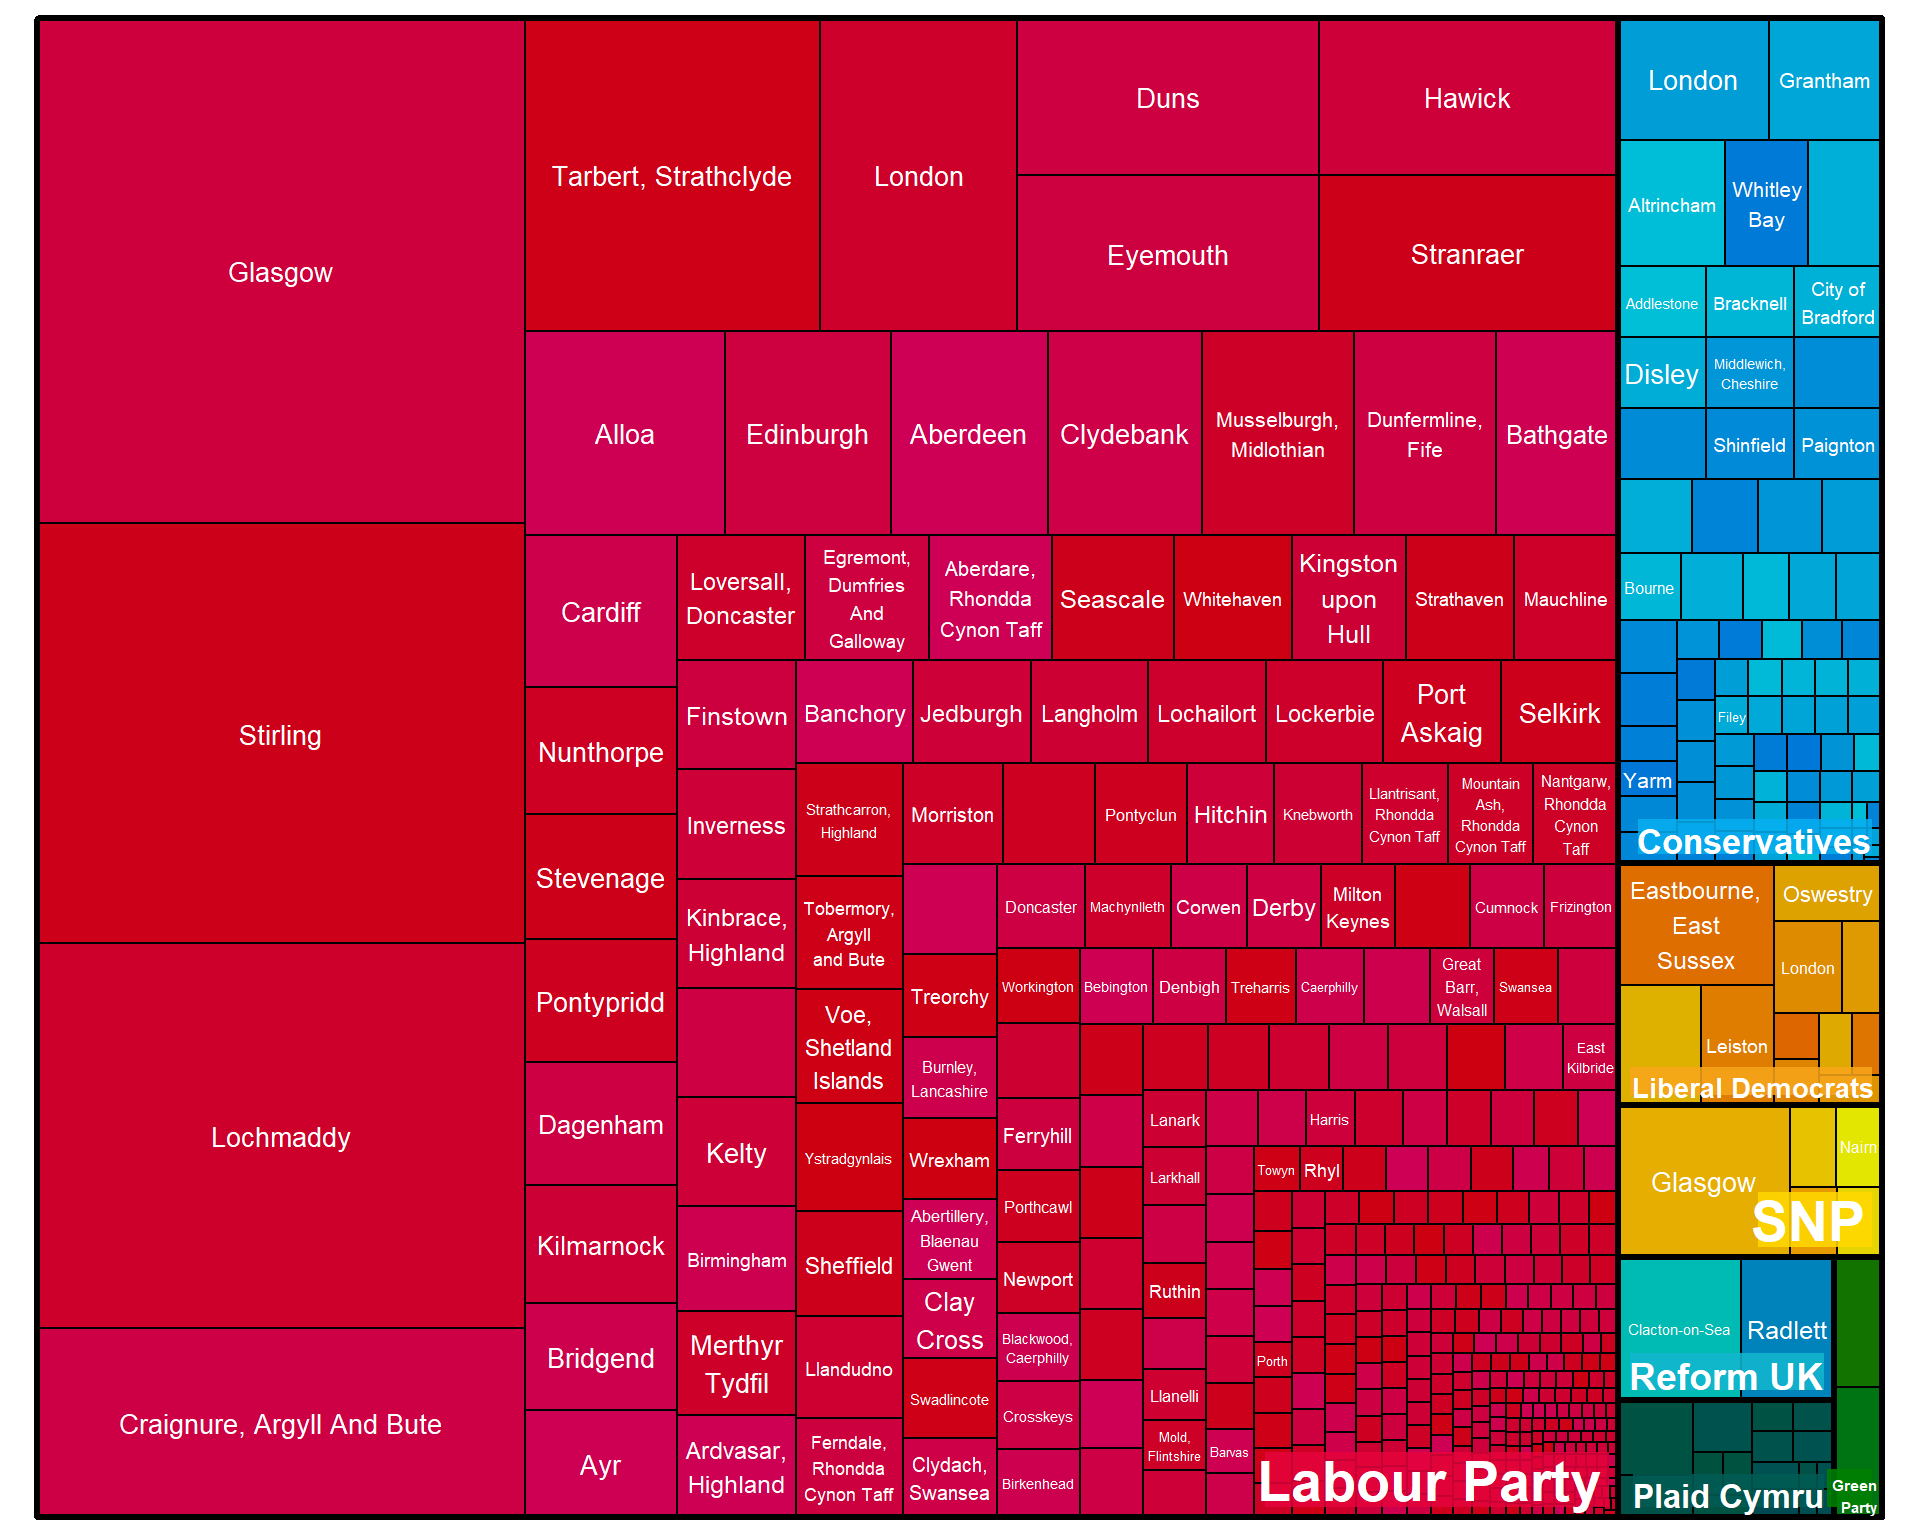 Glasgow
Stirling
Lochmaddy
Craignure, Argyll And Bute
Tarbert, Strathclyde
London
Duns
Hawick
Eyemouth
Stranraer
Alloa
Edinburgh
Aberdeen
Clydebank
Musselburgh,
Midlothian
Dunfermline,
Fife
Bathgate
Cardiff
Nunthorpe
Stevenage
Pontypridd
Dagenham
Kilmarnock
Bridgend
Ayr
Loversall,
Doncaster
Egremont,
Dumfries
And
Galloway
Aberdare,
Rhondda
Cynon Taff
Seascale
Whitehaven
Kingston
upon
Hull
Strathaven
Mauchline
Finstown
Inverness
Kinbrace,
Highland
Kelty
Birmingham
Merthyr
Tydfil
Ardvasar,
Highland
Banchory
Jedburgh
Langholm
Lochailort
Lockerbie
Port
Askaig
Selkirk
Strathcarron,
Highland
Tobermory,
Argyll
and Bute
Voe,
Shetland
Islands
Ystradgynlais
Sheffield
Llandudno
Ferndale,
Rhondda
Cynon Taff
Morriston
Pontyclun
Hitchin
Knebworth
Llantrisant,
Rhondda
Cynon Taff
Mountain
Ash,
Rhondda
Cynon Taff
Nantgarw,
Rhondda
Cynon
Taff
Treorchy
Burnley,
Lancashire
Wrexham
Abertillery,
Blaenau
Gwent
Clay
Cross
Swadlincote
Clydach,
Swansea
Doncaster
Machynlleth
Corwen
Derby
Milton
Keynes
Cumnock
Frizington
Workington
Bebington
Denbigh
Treharris
Caerphilly
Great
Barr,
Walsall
Swansea
Ferryhill
Porthcawl
Newport
Blackwood,
Caerphilly
Crosskeys
Birkenhead
East
Kilbride
Lanark
Harris
Larkhall
Towyn
Rhyl
Ruthin
Porth
Llanelli
Mold,
Flintshire
Barvas
Labour Party
London
Grantham
Altrincham
Whitley
Bay
Addlestone
Bracknell
City of
Bradford
Disley
Middlewich,
Cheshire
Shinfield
Paignton
Bourne
Filey
Yarm
Conservatives
Eastbourne,
East
Sussex
Oswestry
London
Leiston
Liberal Democrats
Glasgow
Nairn
SNP
Clacton-on-Sea
Radlett
Reform UK
Plaid Cymru
Green
Party